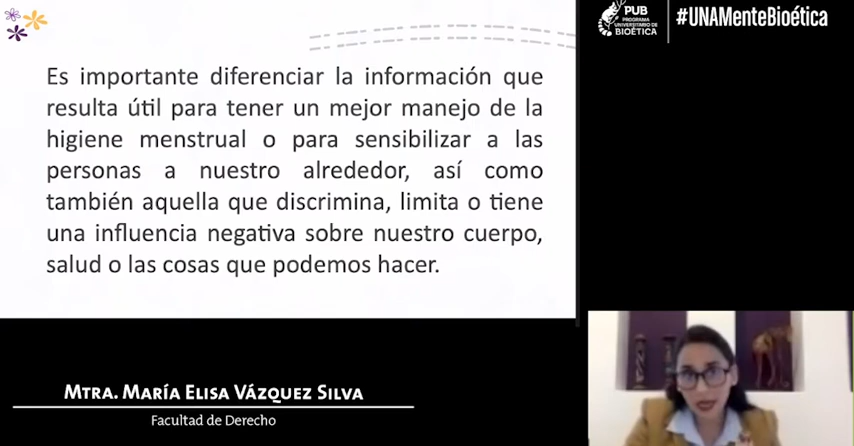 Es importante diferenciar la información que
resulta útil para tener un mejor manejo de la
higiene menstrual o para sensibilizar a las
personas a nuestro alrededor, así como
también aquella que discrimina, limita o tiene
una influencia negativa sobre nuestro cuerpo,
salud o las cosas que podemos hacer.
PUB
PROGRAMA
UNIVERSITARIO DE
BIOÉTICA
#UNAMenteBioética
Mtra. María Elisa Vázquez Silva
Facultad de Derecho